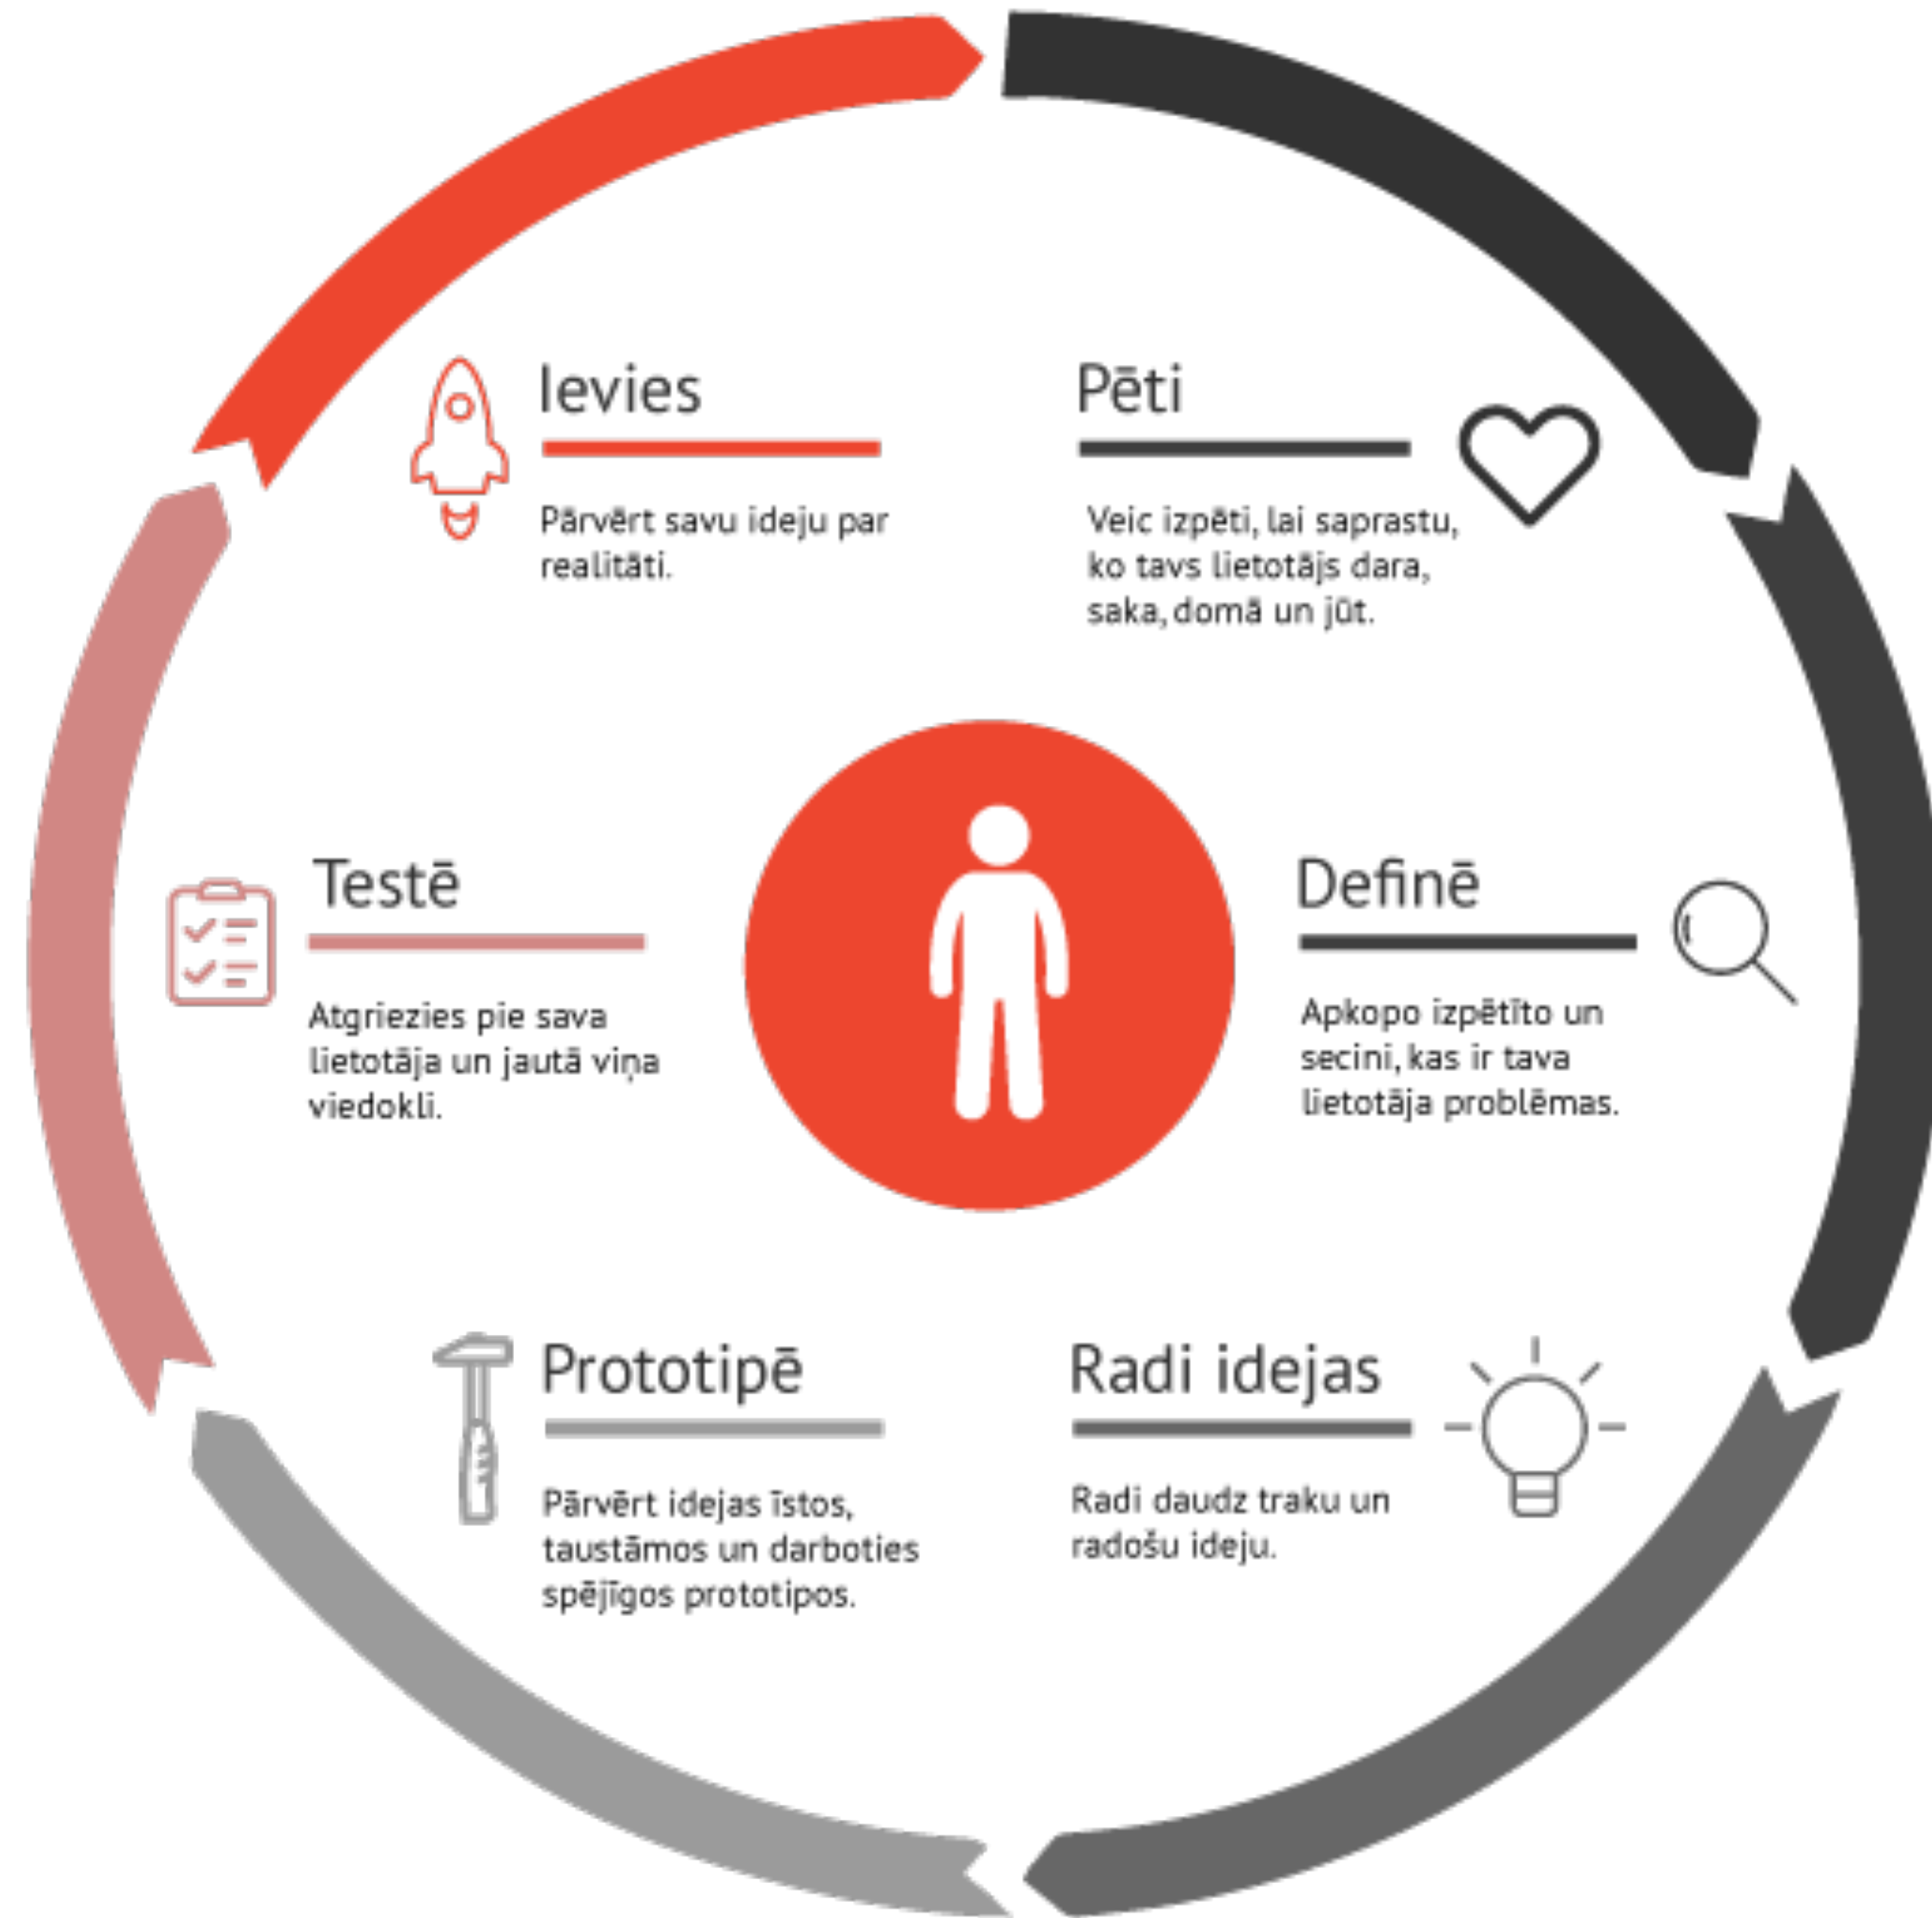 Ievies
Pārvērt savu ideju par
realitāti.
Pēti
Veic izpēti, lai saprastu,
ko tavs lietotājs dara,
saka, domā un jūt.
Testē
Atgriezies pie sava
lietotāja un jautā viņa
viedokli.
Definē
Apkopo izpētīto un
secini, kas ir tava
lietotāja problēmas.
Prototipē
Pārvērt idejas īstos,
taustāmos un darboties
spējīgos prototipos.
Radi idejas
Radi daudz traku un
radošu ideju.